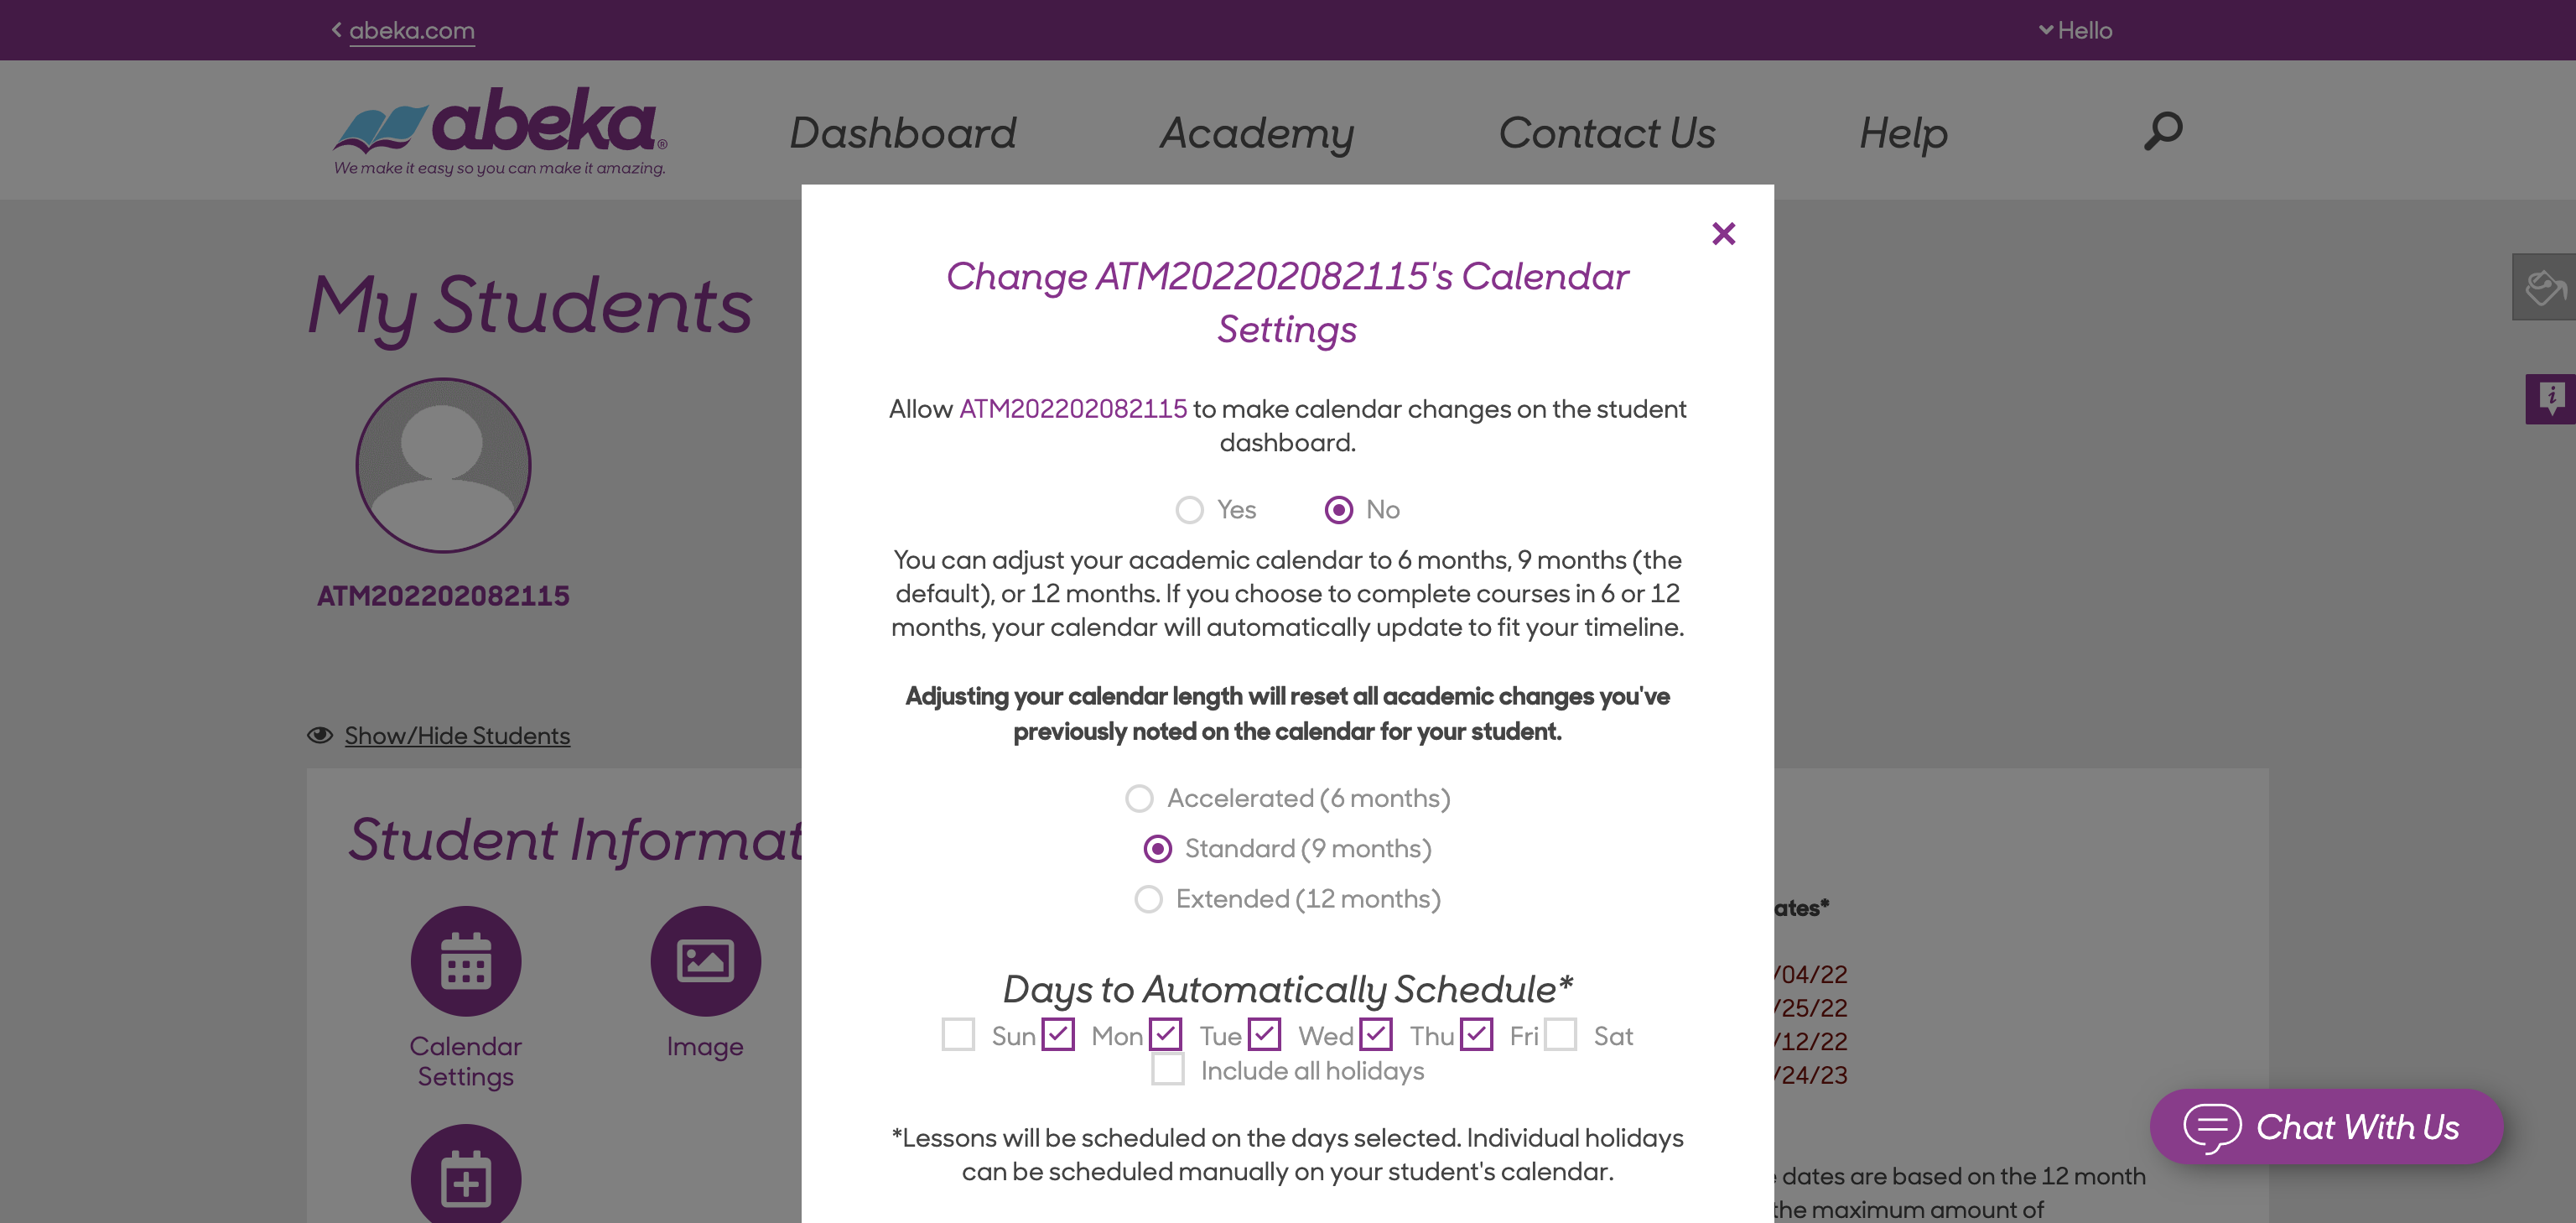 abeka.com
Hello
abeka®
We make it easy so you can make it amazing.
Dashboard
Academy
Contact Us
Help
My Students
ATM202202082115
Show/Hide Students
Student Informat
Calendar
Settings
Image
Change ATM202202082115's Calendar
Settings
Allow ATM202202082115 to make calendar changes on the student
dashboard.
Yes
No
You can adjust your academic calendar to 6 months, 9 months (the
default), or 12 months. If you choose to complete courses in 6 or 12
months, your calendar will automatically update to fit your timeline.
Adjusting your calendar length will reset all academic changes you've
previously noted on the calendar for your student.
Accelerated (6 months)
Standard (9 months)
Extended (12 months)
Days to Automatically Schedule*
Sun Mon Tue Wed Thu Fri Sat
Include all holidays
*Lessons will be scheduled on the days selected. Individual holidays
can be scheduled manually on your student's calendar.
ates*
/04/22
/25/22
/12/22
/24/23
dates are based on the 12 month
the maximum amount of
Chat With Us